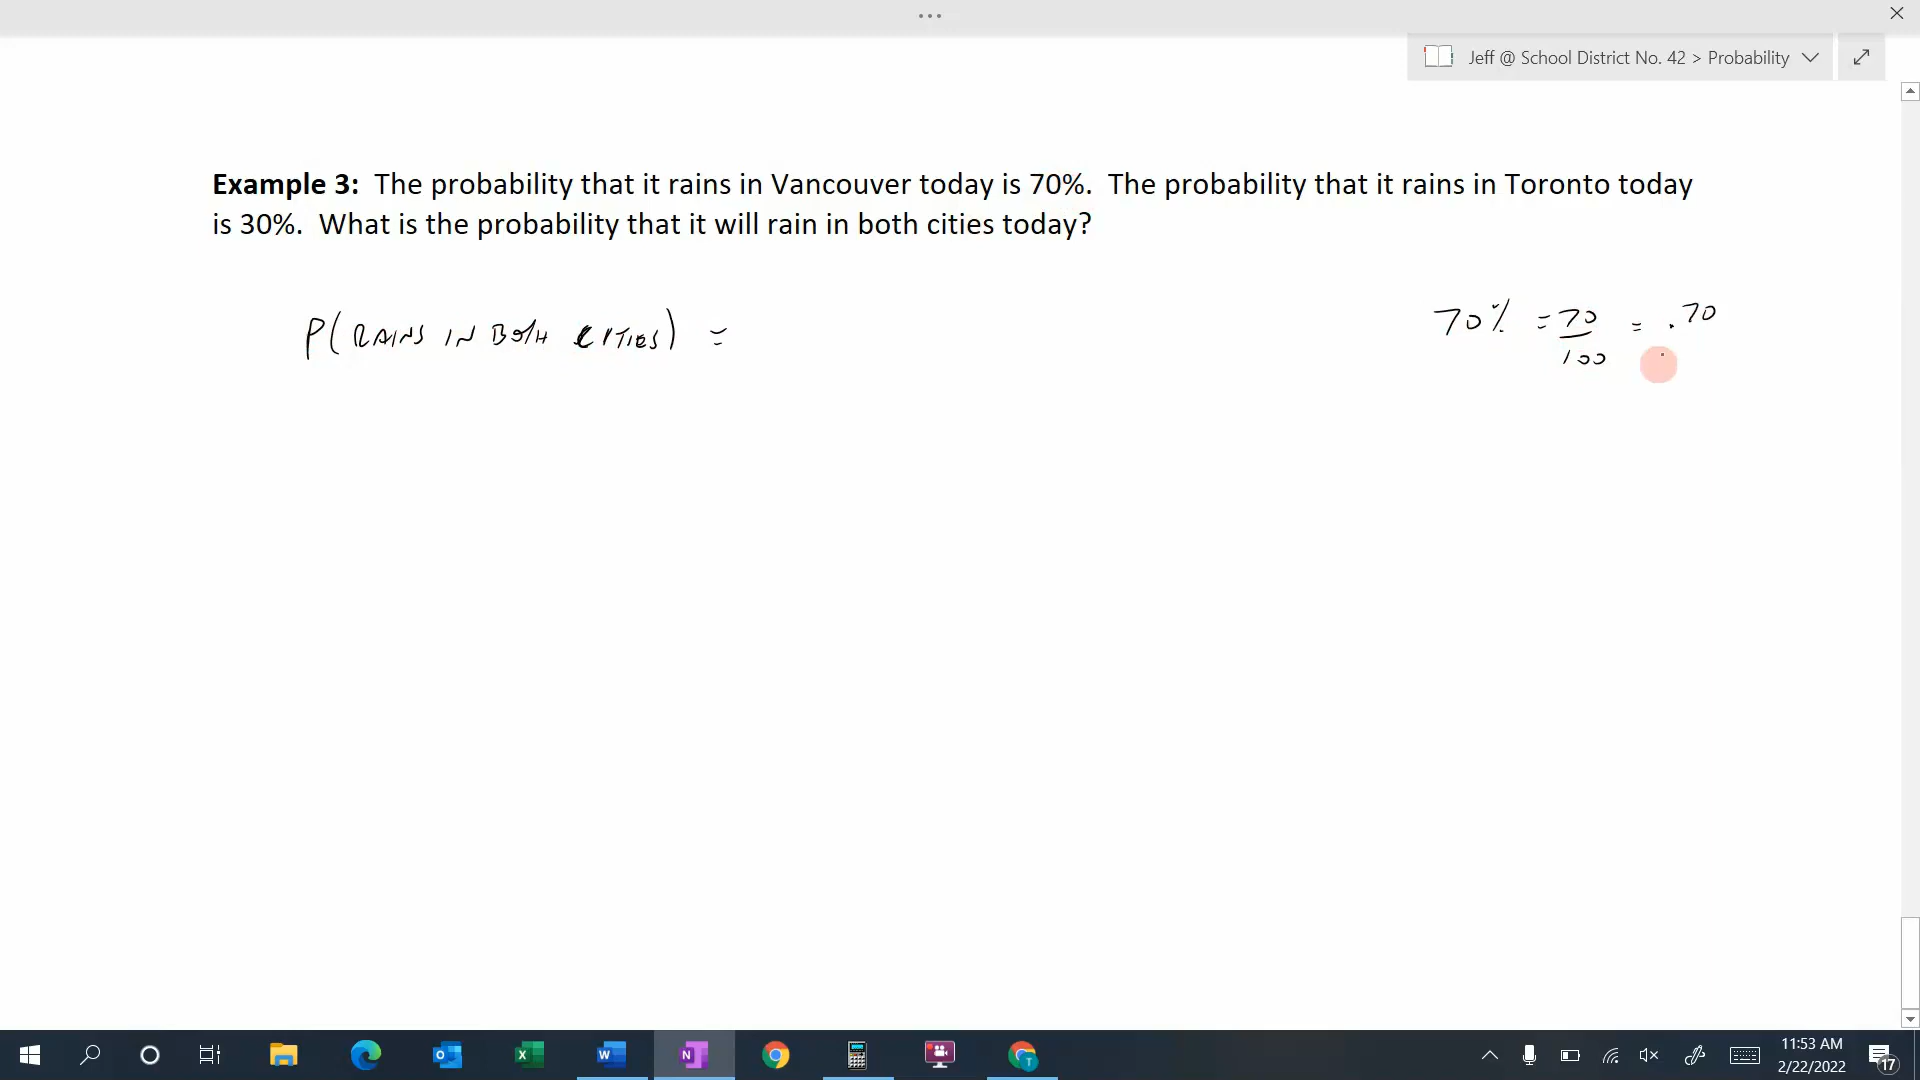 Jeff @ School District No. 42 > Probability
Example 3: The probability that it rains in Vancouver today is 70%. The probability that it rains in Toronto today
is 30%. What is the probability that it will rain in both cities today?
P(RAINS IN BOTH CITIES) =
70% = 70/100 = .70
11:53 AM
2/22/2022
17